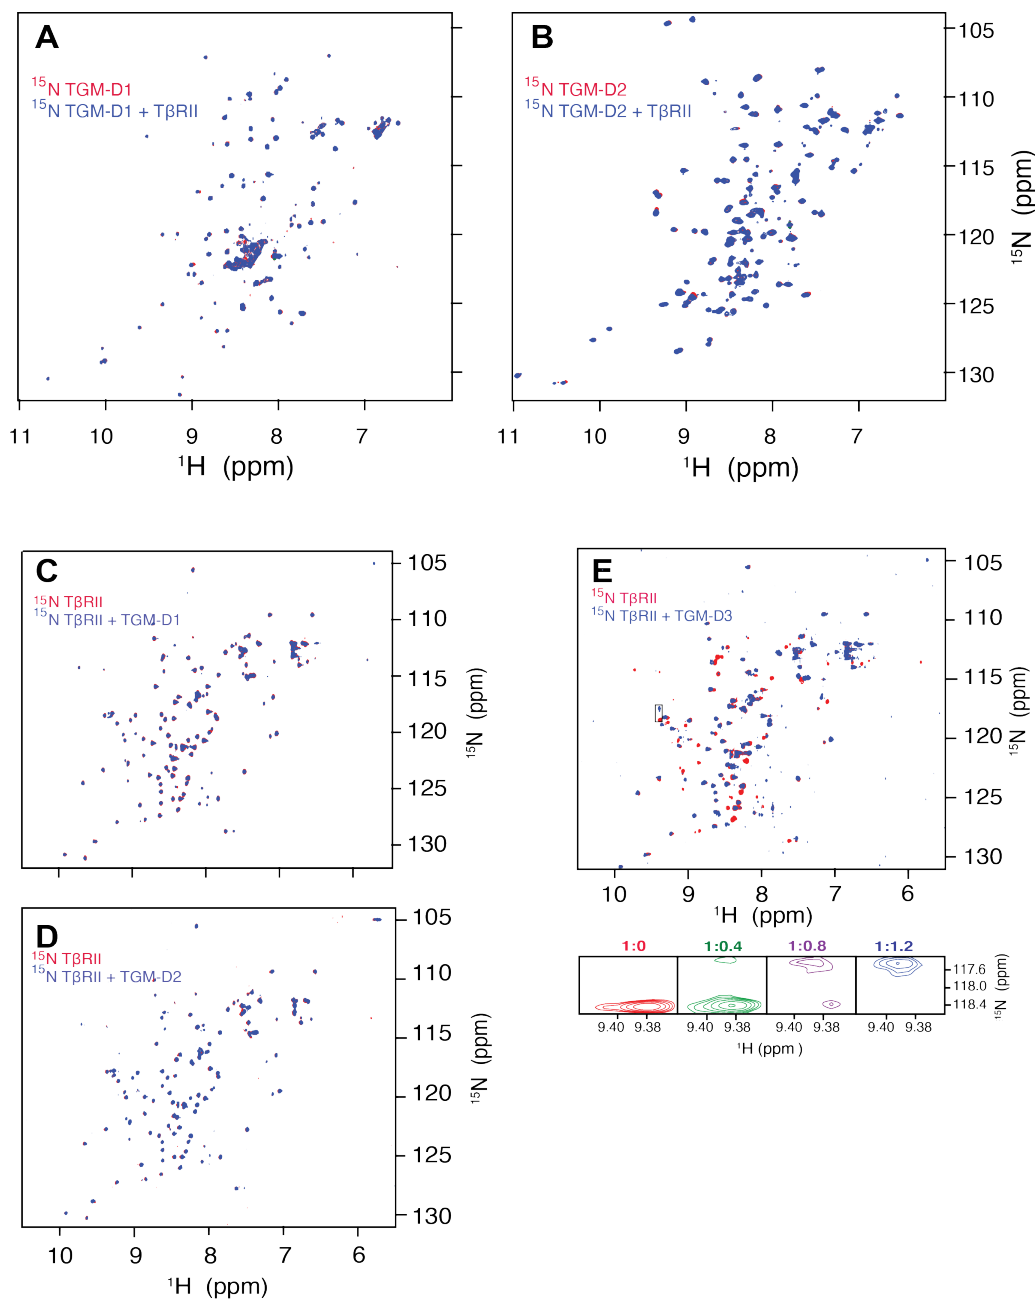 A
¹⁵N TGM-D1
¹⁵N TGM-D1 + TβRII
11 10 9 8 7
¹H (ppm)
B
¹⁵N TGM-D2
¹⁵N TGM-D2 + TβRII
105
110
115
120
125
130
¹⁵N (ppm)
11 10 9 8 7
¹H (ppm)
C
¹⁵N TβRII
¹⁵N TβRII + TGM-D1
105
110
115
120
125
130
¹⁵N (ppm)
D
¹⁵N TβRII
¹⁵N TβRII + TGM-D2
105
110
115
120
125
130
¹⁵N (ppm)
10 9 8 7 6
¹H (ppm)
E
¹⁵N TβRII
¹⁵N TβRII + TGM-D3
105
110
115
120
125
130
¹⁵N (ppm)
10 9 8 7 6
¹H (ppm)
1:0 1:0.4 1:0.8 1:1.2
117.6
118.0
118.4
¹⁵N (ppm)
9.40 9.38 9.40 9.38 9.40 9.38 9.40 9.38
¹H (ppm )